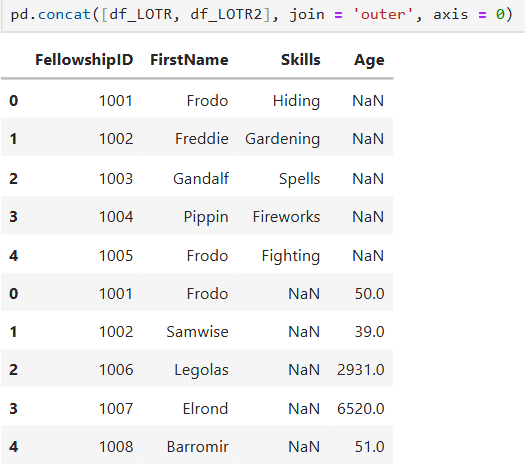 pd.concat([df_LOTR, df_LOTR2], join = 'outer', axis = 0)
FellowshipID FirstName Skills Age
0 1001 Frodo Hiding NaN
1 1002 Freddie Gardening NaN
2 1003 Gandalf Spells NaN
3 1004 Pippin Fireworks NaN
4 1005 Frodo Fighting NaN
0 1001 Frodo NaN 50.0
1 1002 Samwise NaN 39.0
2 1006 Legolas NaN 2931.0
3 1007 Elrond NaN 6520.0
4 1008 Barromir NaN 51.0